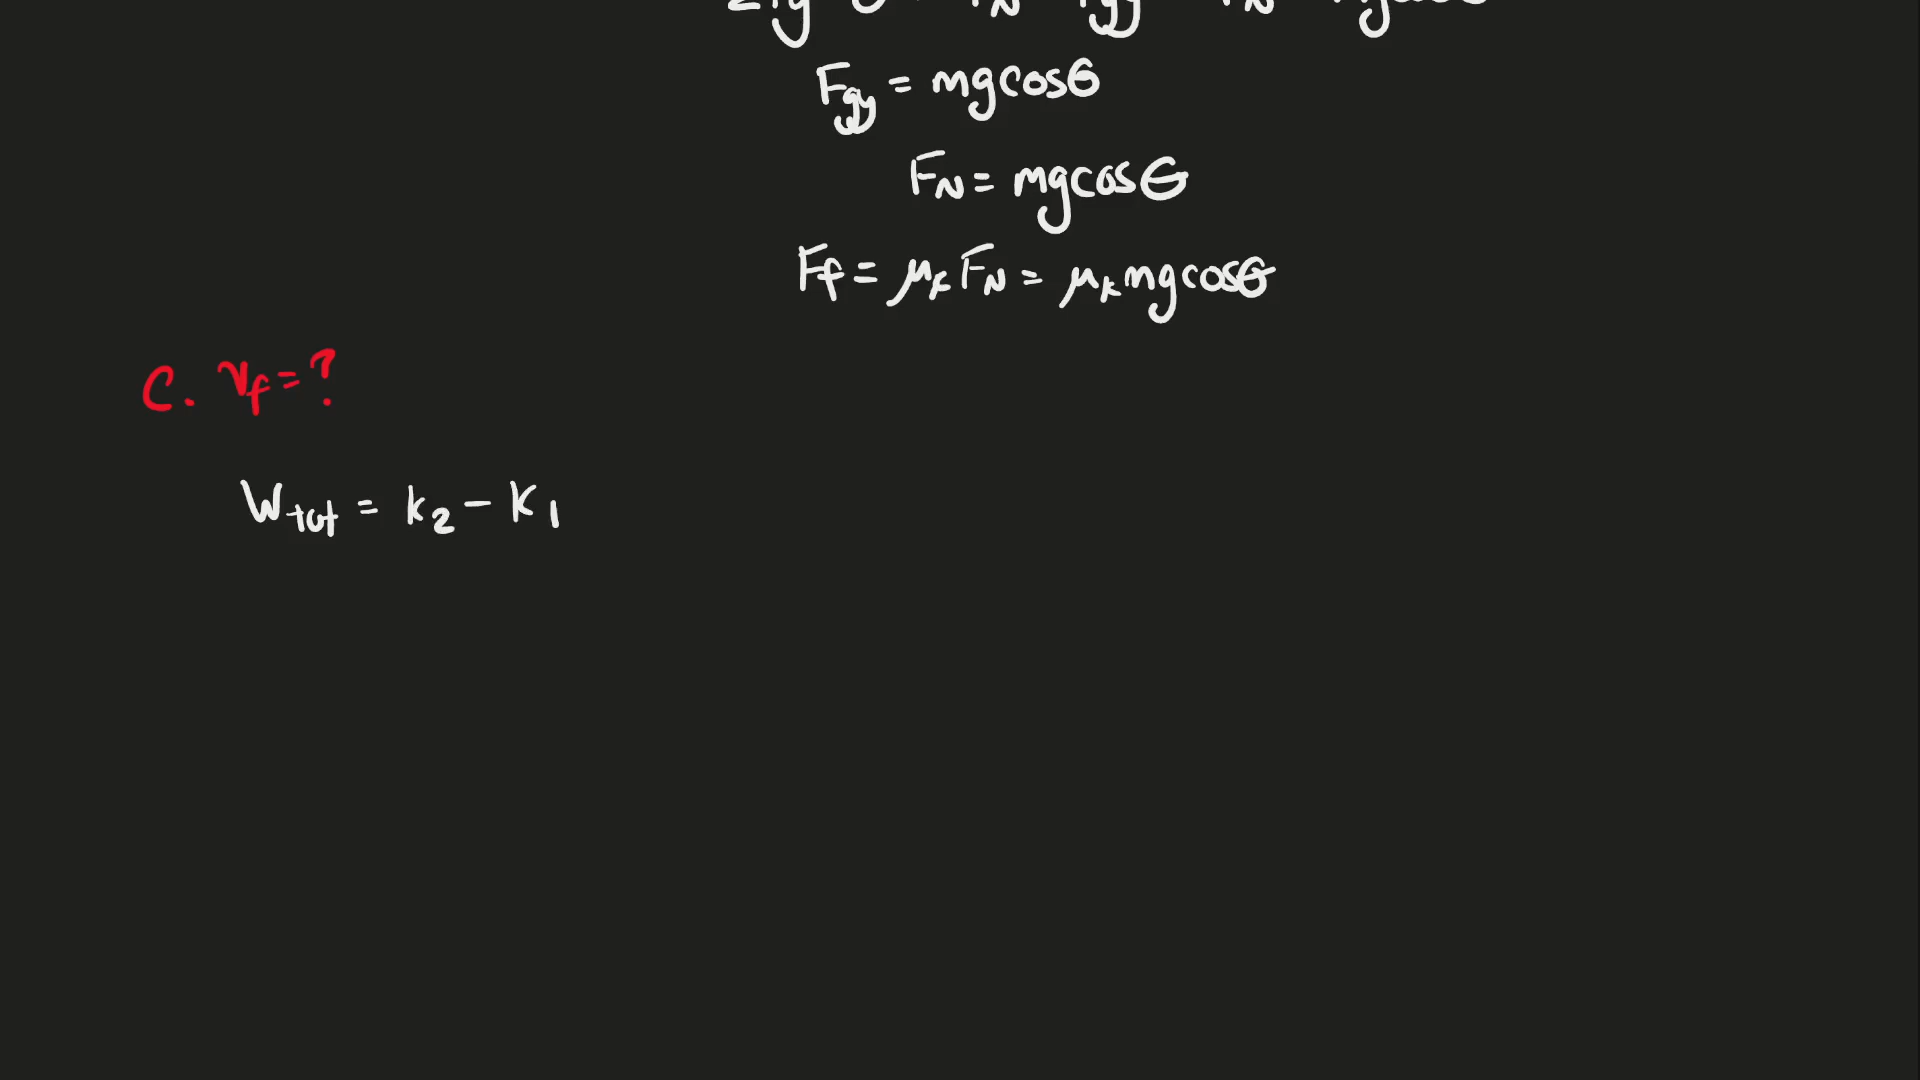 Fgy = mgcosθ
FN = mgcosθ
Ff = μk FN = μk mgcosθ
C. vf = ?
Wtot = k2 - K1